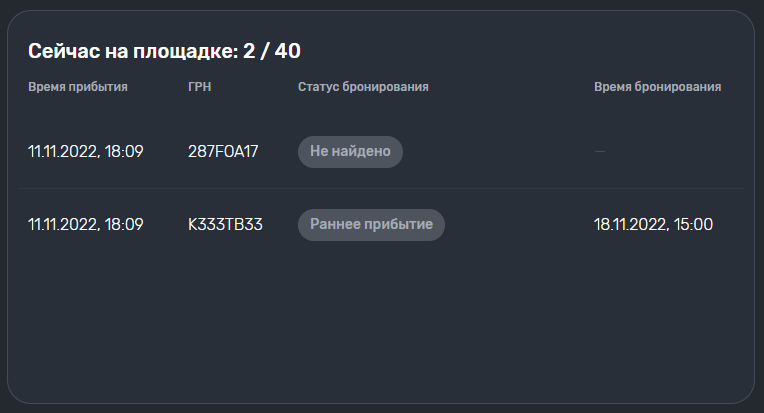 Сейчас на площадке: 2 / 40
Время прибытия ГРН Статус бронирования Время бронирования
11.11.2022, 18:09 287FOA17 Не найдено —
11.11.2022, 18:09 K333TB33 Раннее прибытие 18.11.2022, 15:00